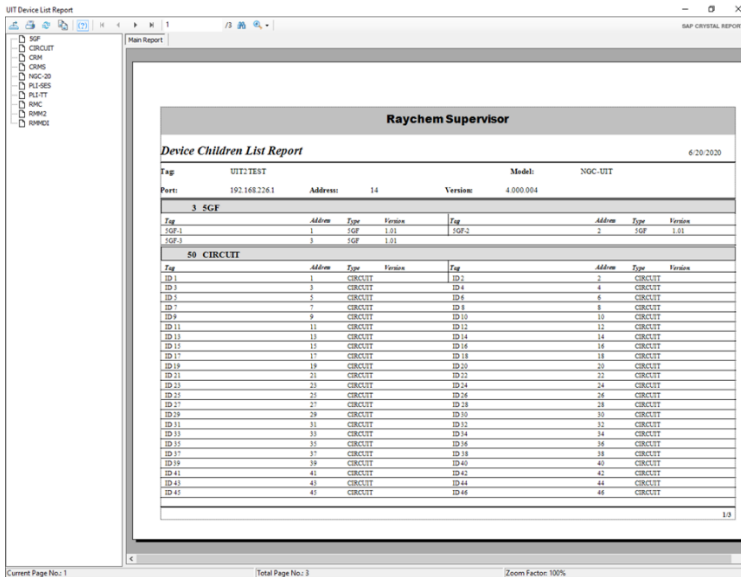 UIT Device List Report
1 /3
SAP CRYSTAL REPORT
5GF
CIRCUIT
CRM
CRMS
NGC-20
PLI-SES
PLI-TT
RMC
RMM2
RMMDI
Main Report
Raychem Supervisor
Device Children List Report 6/20/2020
Tag: UIT2TEST Model: NGC-UIT
Port: 192.168.226.1 Address: 14 Version: 4.000.004
3 5GF
Tag Address Type Version Tag Address Type Version
5GF-1 1 5GF 1.01 5GF-2 2 5GF 1.01
5GF-3 3 5GF 1.01
50 CIRCUIT
Tag Address Type Version Tag Address Type Version
ID 1 1 CIRCUIT ID 2 2 CIRCUIT
ID 3 3 CIRCUIT ID 4 4 CIRCUIT
ID 5 5 CIRCUIT ID 6 6 CIRCUIT
ID 7 7 CIRCUIT ID 8 8 CIRCUIT
ID 9 9 CIRCUIT ID 10 10 CIRCUIT
ID 11 11 CIRCUIT ID 12 12 CIRCUIT
ID 13 13 CIRCUIT ID 14 14 CIRCUIT
ID 15 15 CIRCUIT ID 16 16 CIRCUIT
ID 17 17 CIRCUIT ID 18 18 CIRCUIT
ID 19 19 CIRCUIT ID 20 20 CIRCUIT
ID 21 21 CIRCUIT ID 22 22 CIRCUIT
ID 23 23 CIRCUIT ID 24 24 CIRCUIT
ID 25 25 CIRCUIT ID 26 26 CIRCUIT
ID 27 27 CIRCUIT ID 28 28 CIRCUIT
ID 29 29 CIRCUIT ID 30 30 CIRCUIT
ID 31 31 CIRCUIT ID 32 32 CIRCUIT
ID 33 33 CIRCUIT ID 34 34 CIRCUIT
ID 35 35 CIRCUIT ID 36 36 CIRCUIT
ID 37 37 CIRCUIT ID 38 38 CIRCUIT
ID 39 39 CIRCUIT ID 40 40 CIRCUIT
ID 41 41 CIRCUIT ID 42 42 CIRCUIT
ID 43 43 CIRCUIT ID 44 44 CIRCUIT
ID 45 45 CIRCUIT ID 46 46 CIRCUIT
1/3
Current Page No.: 1 Total Page No.: 3 Zoom Factor: 100%